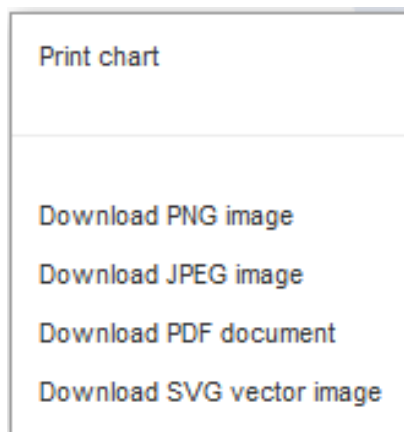 Print chart
Download PNG image
Download JPEG image
Download PDF document
Download SVG vector image